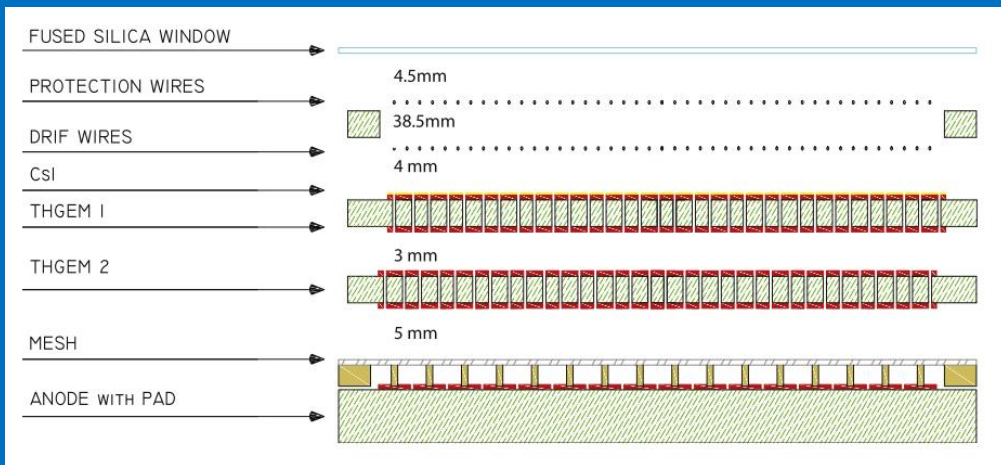 FUSED SILICA WINDOW
4.5mm
PROTECTION WIRES
38.5mm
DRIF WIRES
4 mm
CsI
THGEM I
3 mm
THGEM 2
5 mm
MESH
ANODE WITH PAD